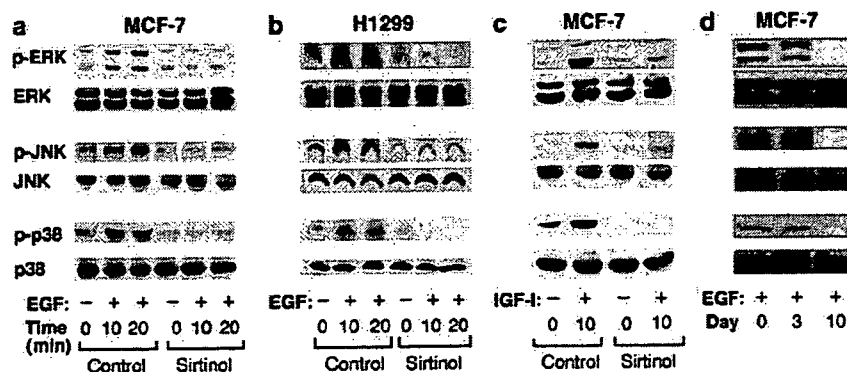 a MCF-7 b H1299 c MCF-7 d MCF-7
p-ERK
ERK
p-JNK
JNK
p-p38
p38
EGF: − + + − + + EGF: − + + − + + IGF-I: − + − + EGF: + + +
Time (min) 0 10 20 0 10 20 0 10 20 0 10 20 0 10 0 10 Day 0 3 10
Control Sirtinol Control Sirtinol Control Sirtinol